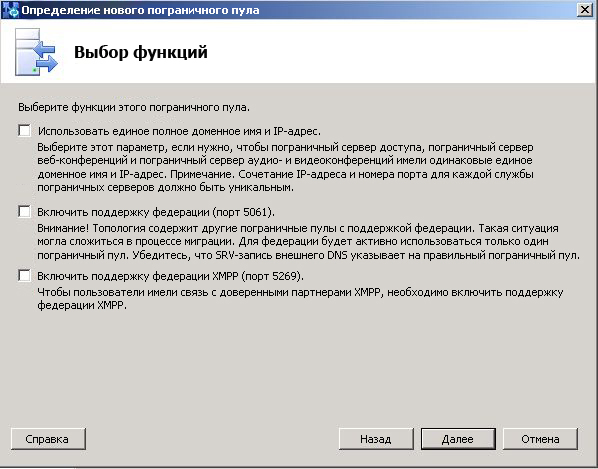 Определение нового пограничного пула
Выбор функций
Выберите функции этого пограничного пула.
Использовать единое полное доменное имя и IP-адрес.
Выберите этот параметр, если нужно, чтобы пограничный сервер доступа, пограничный сервер
веб-конференций и пограничный сервер аудио- и видеоконференций имели одинаковые единое
доменное имя и IP-адрес. Примечание. Сочетание IP-адреса и номера порта для каждой службы
пограничных серверов должно быть уникальным.
Включить поддержку федерации (порт 5061).
Внимание! Топология содержит другие пограничные пулы с поддержкой федерации. Такая ситуация
могла сложиться в процессе миграции. Для федерации будет активно использоваться только один
пограничный пул. Убедитесь, что SRV-запись внешнего DNS указывает на правильный пограничный пул.
Включить поддержку федерации XMPP (порт 5269).
Чтобы пользователи имели связь с доверенными партнерами XMPP, необходимо включить поддержку
федерации XMPP.
Справка
Назад
Далее
Отмена